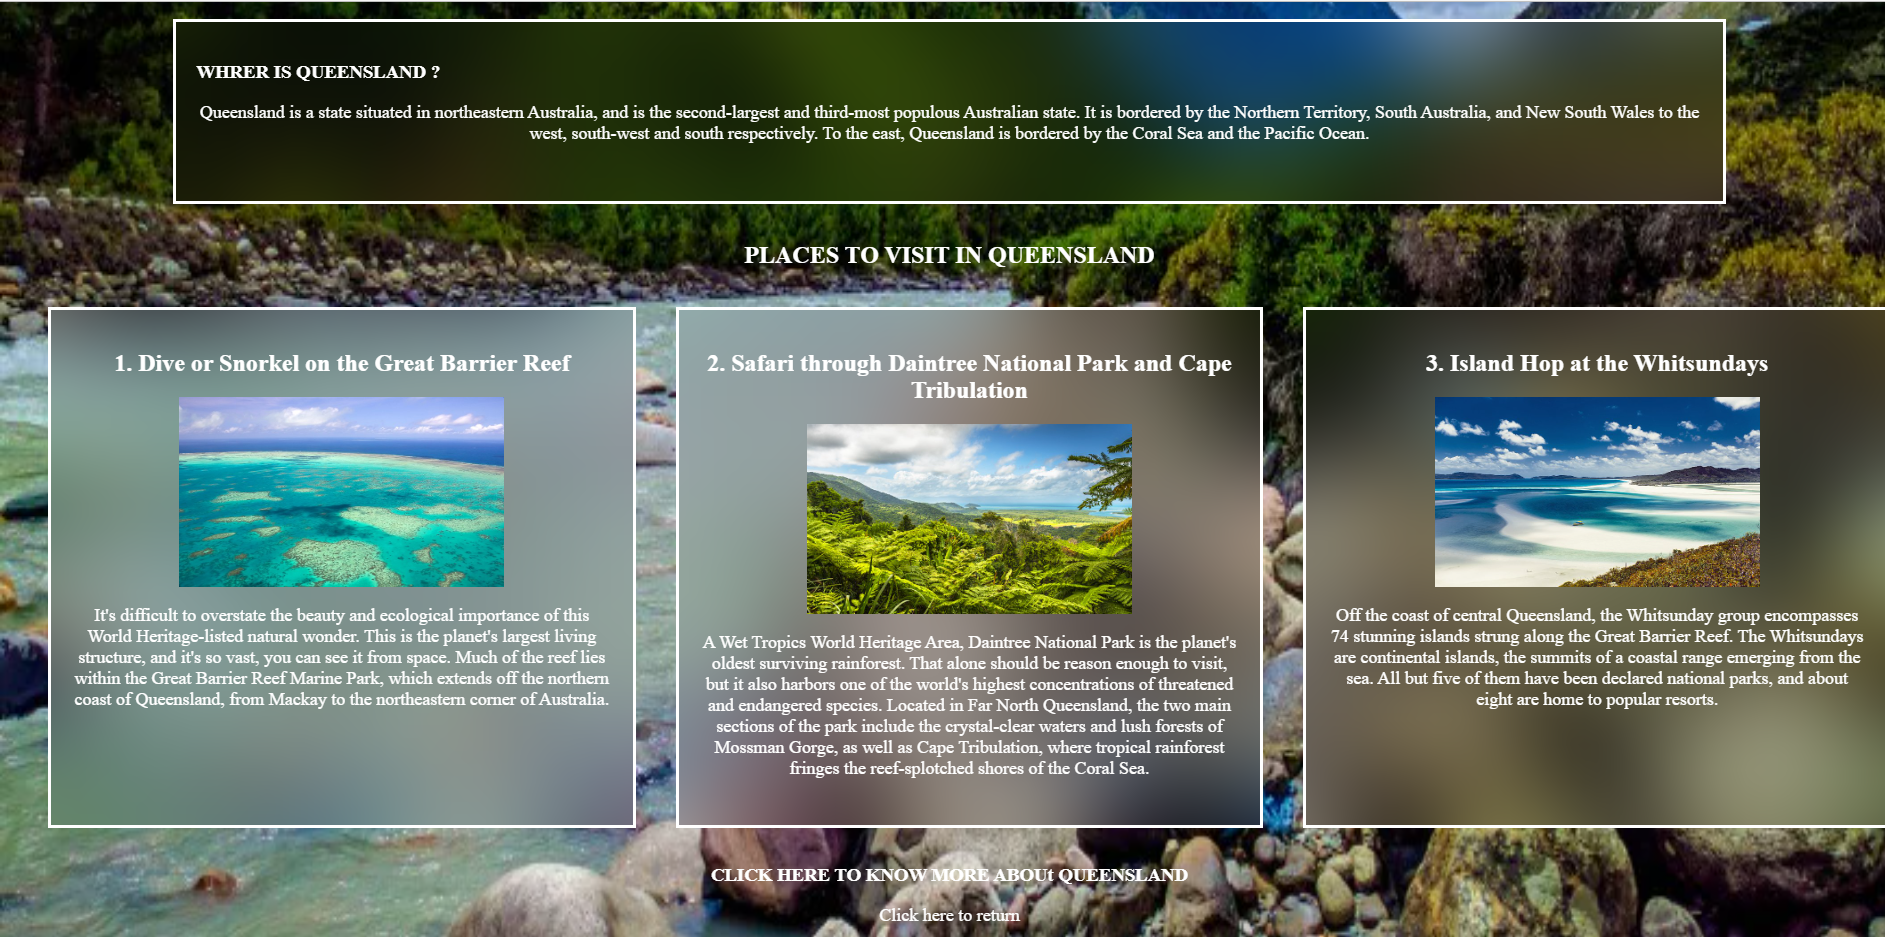 WHRER IS QUEENSLAND ?
Queensland is a state situated in northeastern Australia, and is the second-largest and third-most populous Australian state. It is bordered by the Northern Territory, South Australia, and New South Wales to the
west, south-west and south respectively. To the east, Queensland is bordered by the Coral Sea and the Pacific Ocean.
PLACES TO VISIT IN QUEENSLAND
1. Dive or Snorkel on the Great Barrier Reef
It's difficult to overstate the beauty and ecological importance of this
World Heritage-listed natural wonder. This is the planet's largest living
structure, and it's so vast, you can see it from space. Much of the reef lies
within the Great Barrier Reef Marine Park, which extends off the northern
coast of Queensland, from Mackay to the northeastern corner of Australia.
2. Safari through Daintree National Park and Cape
Tribulation
A Wet Tropics World Heritage Area, Daintree National Park is the planet's
oldest surviving rainforest. That alone should be reason enough to visit,
but it also harbors one of the world's highest concentrations of threatened
and endangered species. Located in Far North Queensland, the two main
sections of the park include the crystal-clear waters and lush forests of
Mossman Gorge, as well as Cape Tribulation, where tropical rainforest
fringes the reef-splotched shores of the Coral Sea.
3. Island Hop at the Whitsundays
Off the coast of central Queensland, the Whitsunday group encompasses
74 stunning islands strung along the Great Barrier Reef. The Whitsundays
are continental islands, the summits of a coastal range emerging from the
sea. All but five of them have been declared national parks, and about
eight are home to popular resorts.
CLICK HERE TO KNOW MORE ABOUt QUEENSLAND
Click here to return